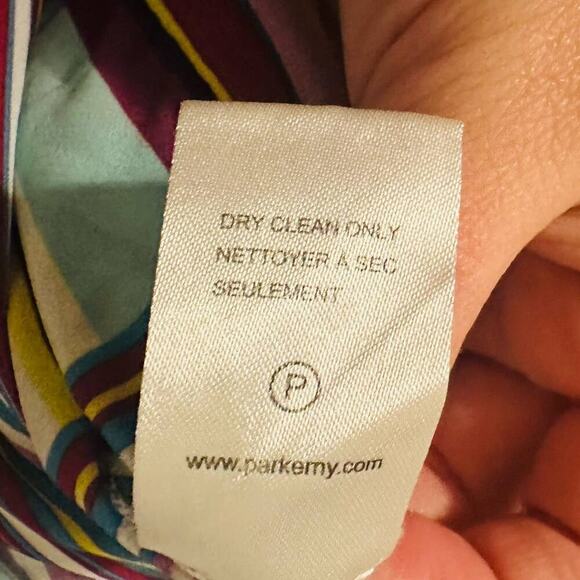 DRY CLEAN ONLY
NETTOYER A SEC
SEULEMENT
P
www.parkerny.com